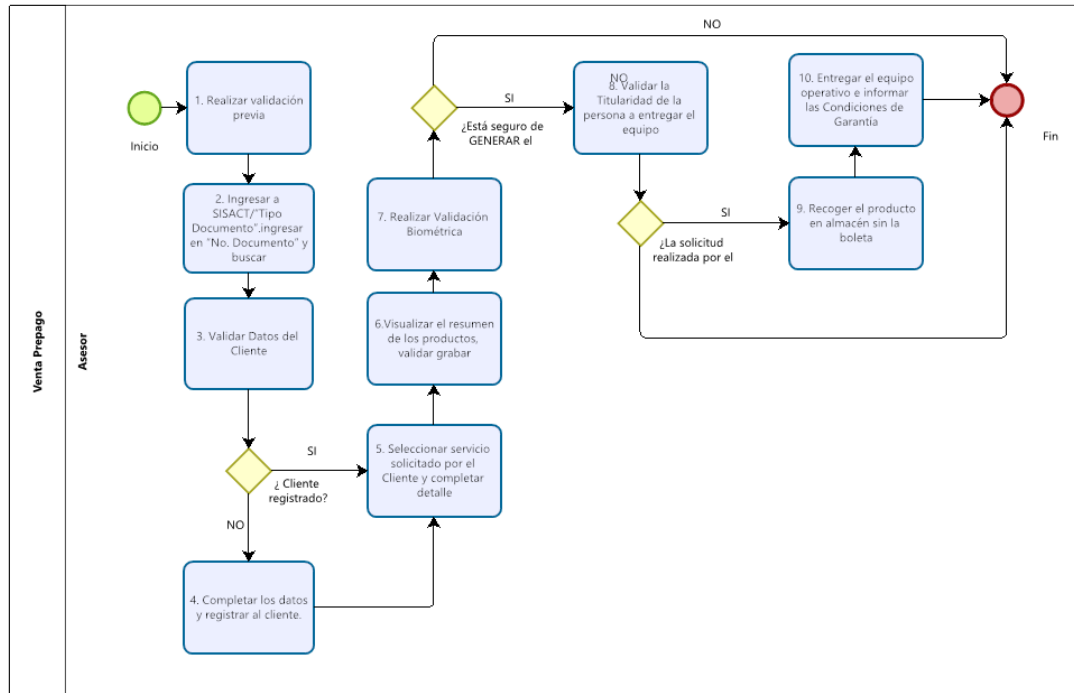 Venta Prepago
Asesor
Inicio
1. Realizar validación
previa
2. Ingresar a
SISACT/"Tipo
Documento".ingresar
en "No. Documento" y
buscar
3. Validar Datos del
Cliente
¿ Cliente
registrado?
SI
NO
4. Completar los datos
y registrar al cliente.
5. Seleccionar servicio
solicitado por el
Cliente y completar
detalle
6.Visualizar el resumen
de los productos,
validar grabar
7. Realizar Validación
Biométrica
¿Está seguro de
GENERAR el
SI
NO
NO
8. Validar la
Titularidad de la
persona a entregar el
equipo
¿La solicitud
realizada por el
SI
9. Recoger el producto
en almacén sin la
boleta
10. Entregar el equipo
operativo e informar
las Condiciones de
Garantía
Fin